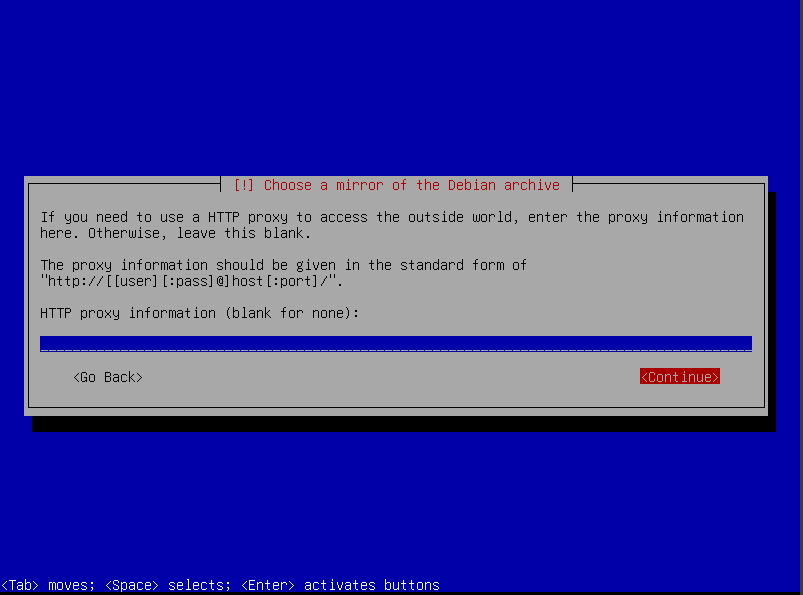 [!] Choose a mirror of the Debian archive
If you need to use a HTTP proxy to access the outside world, enter the proxy information
here. Otherwise, leave this blank.
The proxy information should be given in the standard form of
"http://[[user][:pass]@]host[:port]/".
HTTP proxy information (blank for none):
<Go Back> <Continue>
<Tab> moves; <Space> selects; <Enter> activates buttons